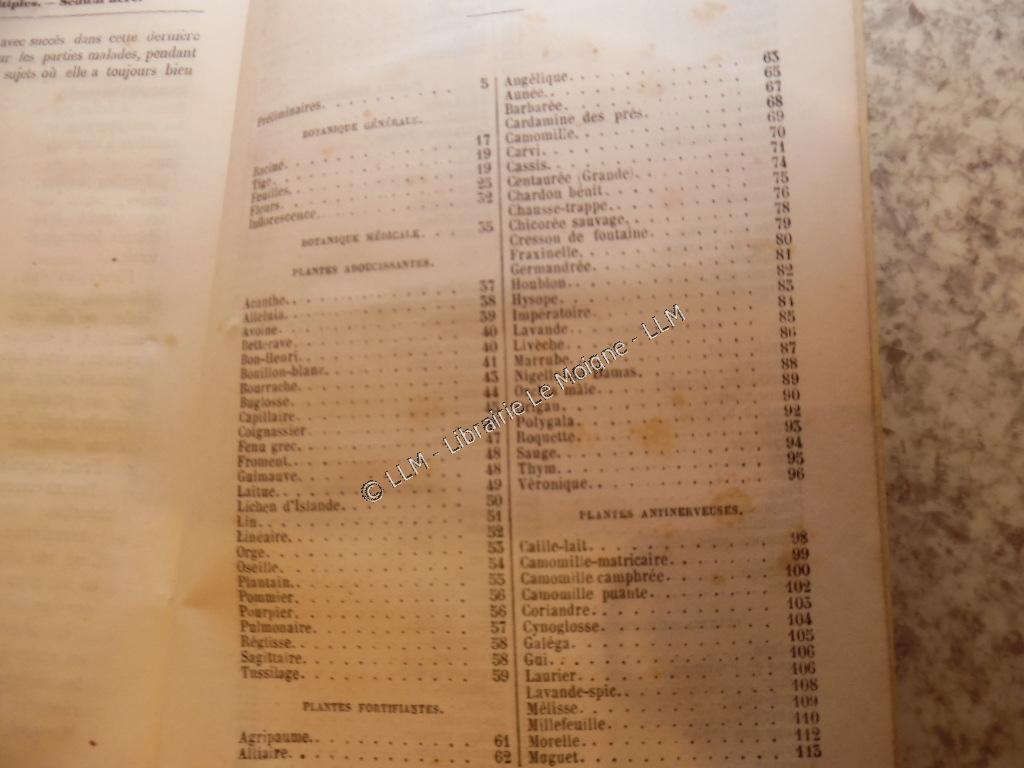 tiples. — Scanal
avec succès dans cette dernière
ur les parties malades, pendant
sujets où elle a toujours bien
Préliminaires. 5
BOTANIQUE GÉNÉRALE.
Racine. 17
Tige. 19
Feuilles. 19
Fleurs. 25
Inflorescence. 32
BOTANIQUE MÉDICALE. 35
PLANTES ADOUCISSANTES.
Acanthe. 37
Alleluia. 38
Avoine. 39
Betterave. 40
Bon-Henri. 40
Bouillon-blanc. 41
Bourrache. 43
Buglosse. 44
Capillaire.
Coignassier.
Fenu grec. 47
Froment. 48
Guimauve. 48
Laitue. 49
Lichen d'Islande. 50
Lin. 51
Linéaire. 52
Orge. 53
Oseille. 54
Plantain. 55
Pommier. 56
Pourpier. 56
Pulmonaire. 57
Réglisse. 58
Sagittaire. 58
Tussilage. 59
PLANTES FORTIFIANTES.
Agripaume. 61
Alliaire. 62
Angélique. 63
Aunée. 65
Barbarée. 67
Cardamine des prés. 68
Camomille. 69
Carvi. 70
Cassis. 71
Centaurée (Grande). 74
Chardon bénit 75
Chausse-trappe. 76
Chicorée sauvage. 78
Cresson de fontaine. 79
Fraxinelle. 80
Germandrée. 81
Houblon. 82
Hysope. 83
Impératoire. 84
Lavande. 85
Livèche. 86
Marrube. 87
Damas. 88
mâle. 89
Origan. 90
Polygala. 92
Roquette. 93
Sauge. 94
Thym. 95
Véronique. 96
PLANTES ANTINERVEUSES.
Caille-lait. 98
Camomille-matricaire. 99
Camomille camphrée. 100
Camomille puante. 102
Coriandre. 103
Cynoglosse. 104
Galéga. 105
Gui. 106
Laurier. 106
Lavande-spic. 108
Mélisse. 109
Millefeuille. 110
Morelle. 112
Muguet. 113
© LLM - Librairie Le Moigne - LLM